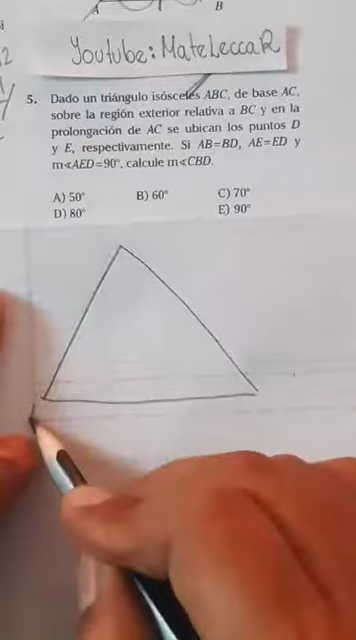 A
B
i
2
Youtube: MateLeccaR
5. Dado un triángulo isósceles ABC, de base AC,
sobre la región exterior relativa a BC y en la
prolongación de AC se ubican los puntos D
y E, respectivamente. Si AB=BD, AE=ED y
m∢AED=90°, calcule m∢CBD.
A) 50°
B) 60°
C) 70°
D) 80°
E) 90°